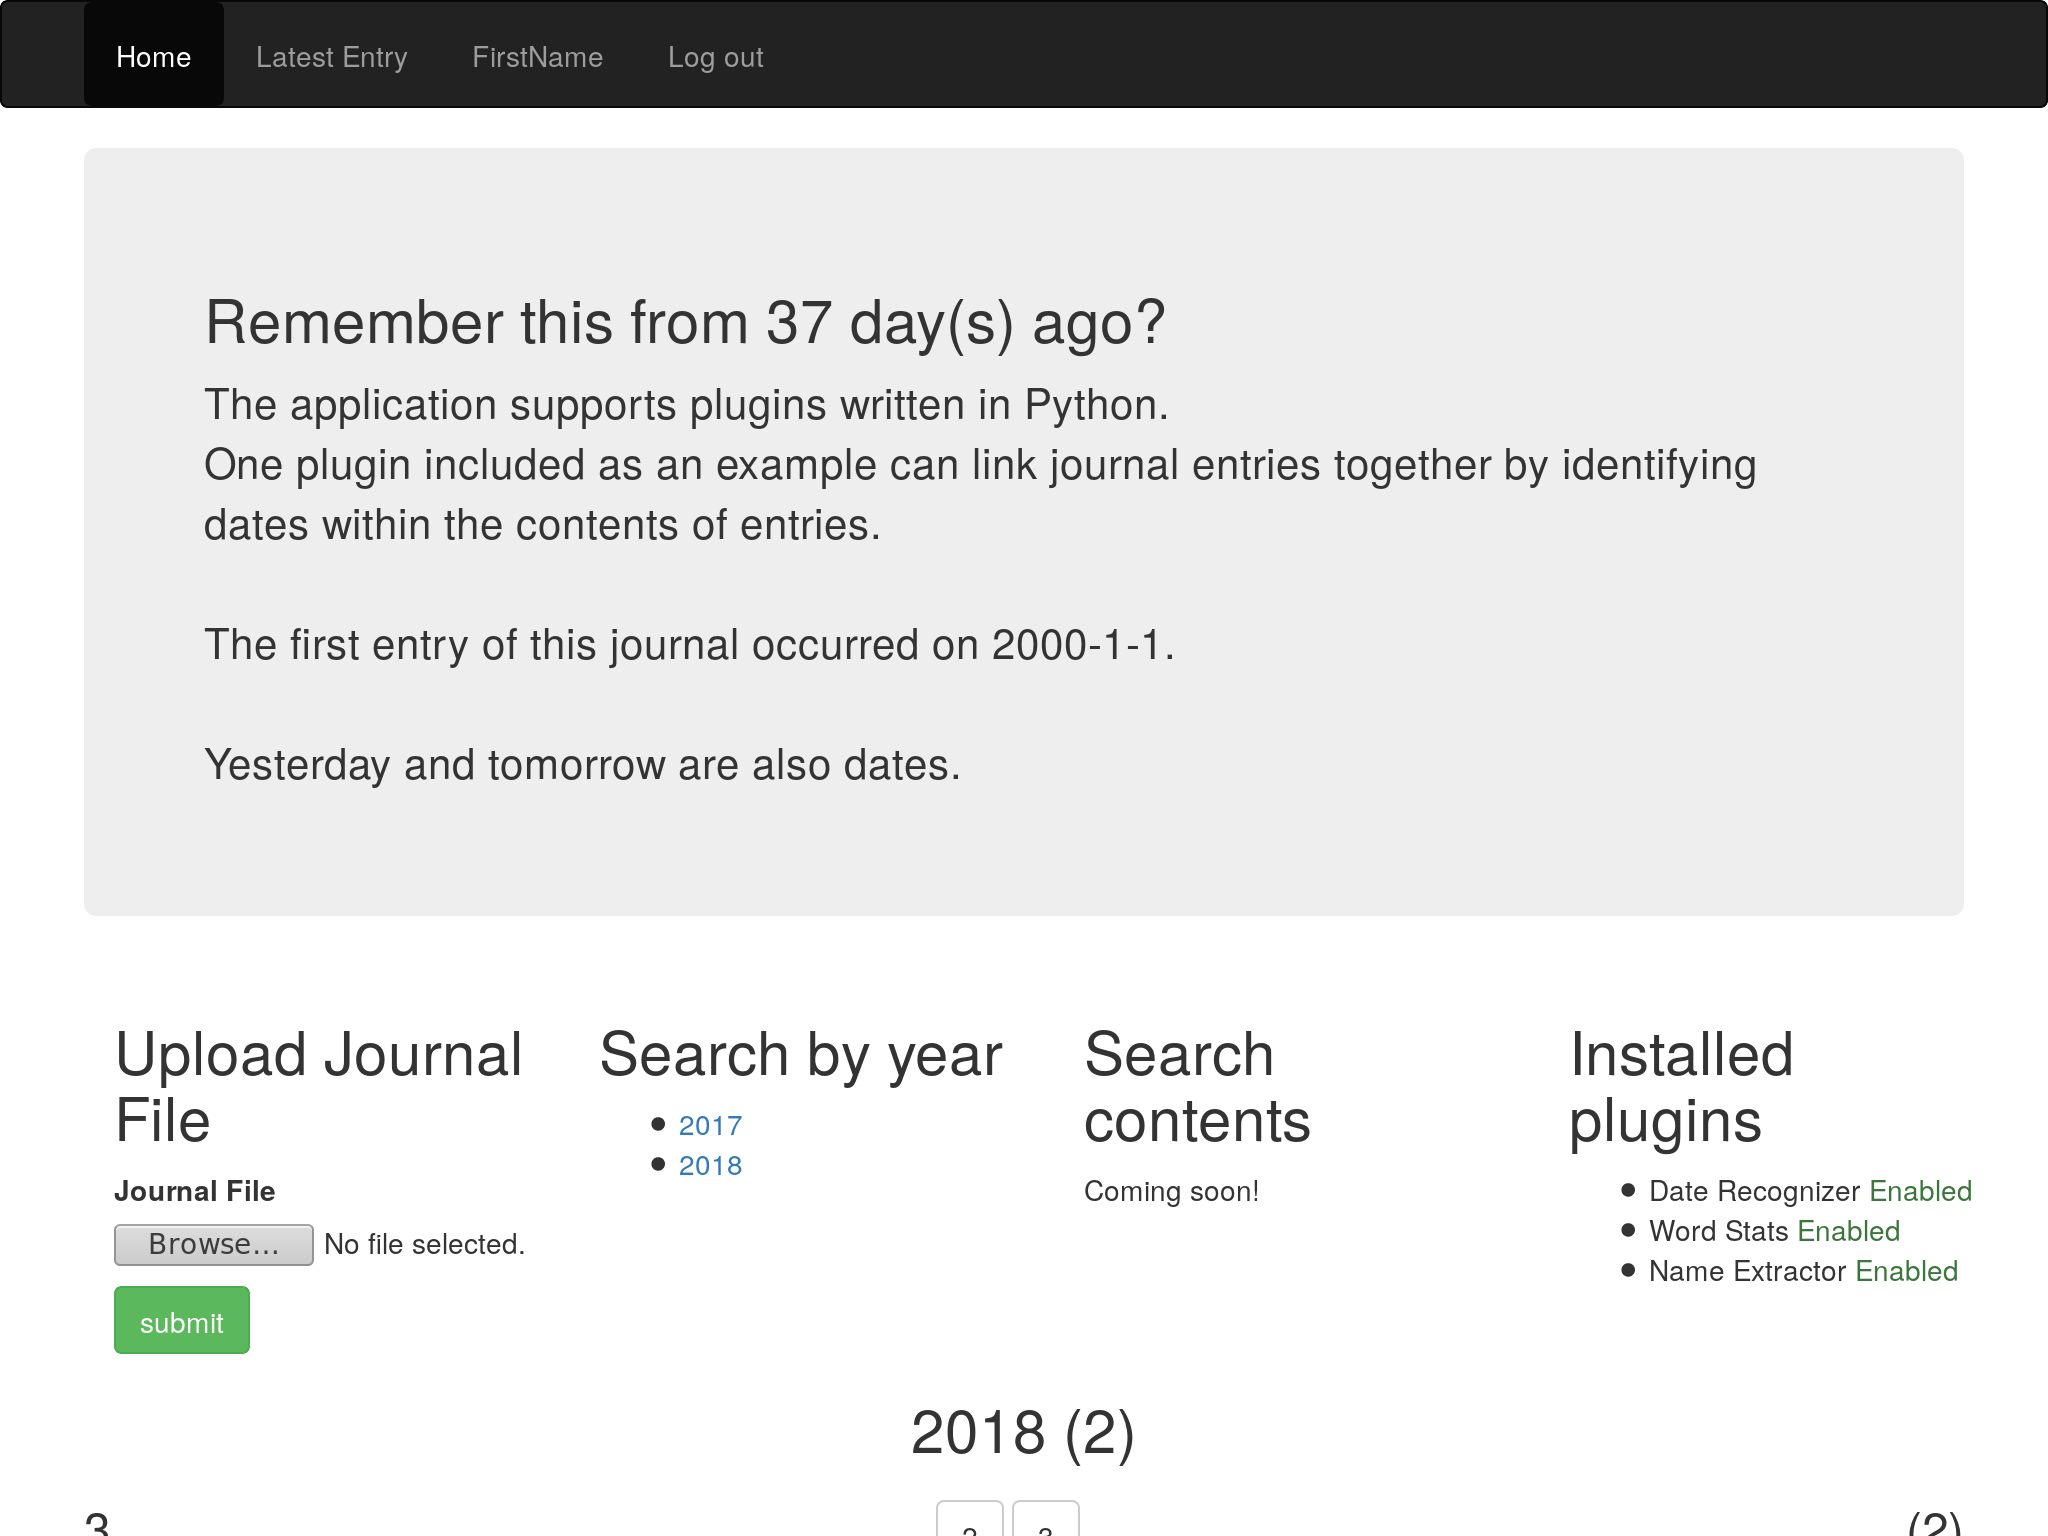 Home Latest Entry FirstName Log out
Remember this from 37 day(s) ago?
The application supports plugins written in Python.
One plugin included as an example can link journal entries together by identifying
dates within the contents of entries.
The first entry of this journal occurred on 2000-1-1.
Yesterday and tomorrow are also dates.
Upload Journal
File
Journal File
Browse... No file selected.
submit
Search by year
2017
2018
Search
contents
Coming soon!
Installed
plugins
Date Recognizer Enabled
Word Stats Enabled
Name Extractor Enabled
2018 (2)
3 2 3 (2)